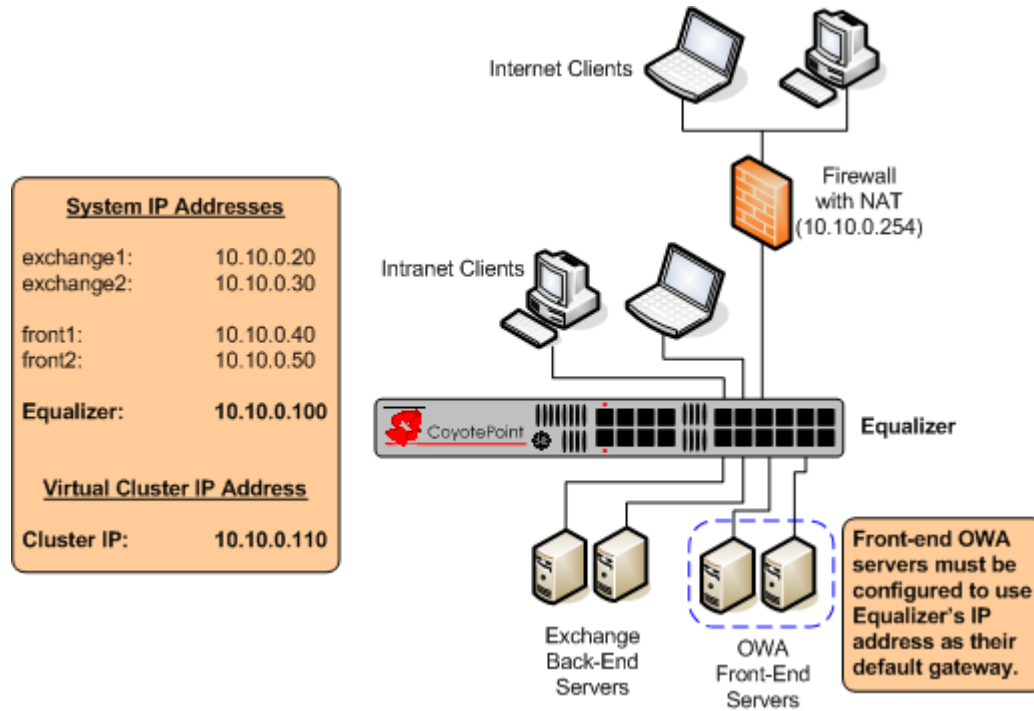 Internet Clients
Firewall
with NAT
(10.10.0.254)
Intranet Clients
System IP Addresses
exchange1: 10.10.0.20
exchange2: 10.10.0.30
front1: 10.10.0.40
front2: 10.10.0.50
Equalizer: 10.10.0.100
Virtual Cluster IP Address
Cluster IP: 10.10.0.110
CoyotePoint
Equalizer
Exchange
Back-End
Servers
OWA
Front-End
Servers
Front-end OWA
servers must be
configured to use
Equalizer's IP
address as their
default gateway.